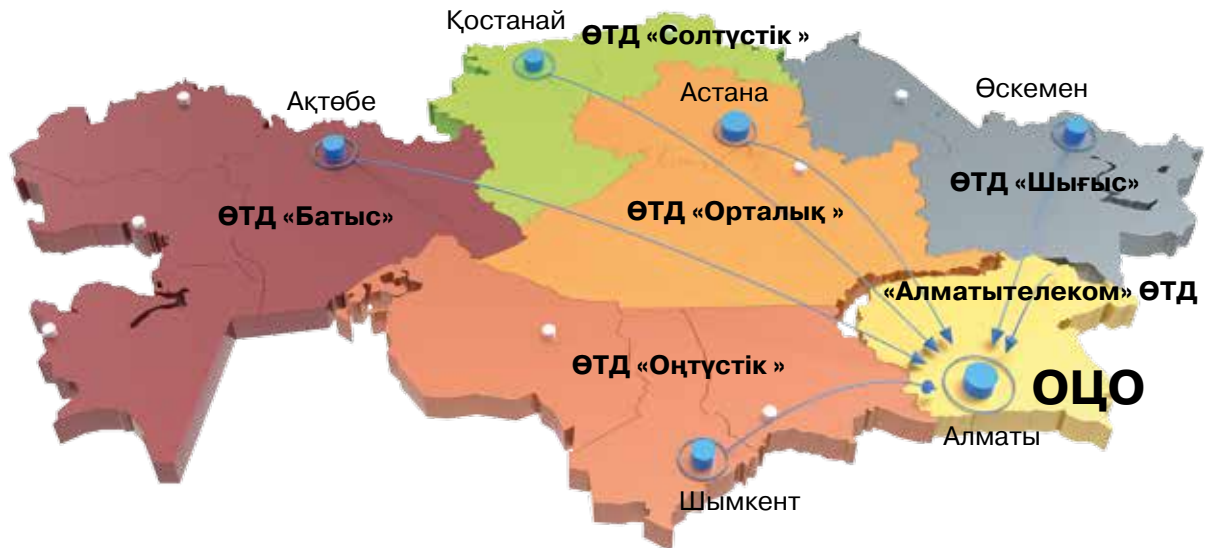 Қостанай
ӨТД «Солтүстік »
Ақтөбе
Астана
Өскемен
ӨТД «Батыс»
ӨТД «Орталық »
ӨТД «Шығыс»
«Алматытелеком» ӨТД
ӨТД «Оңтүстік »
ОЦО
Алматы
Шымкент